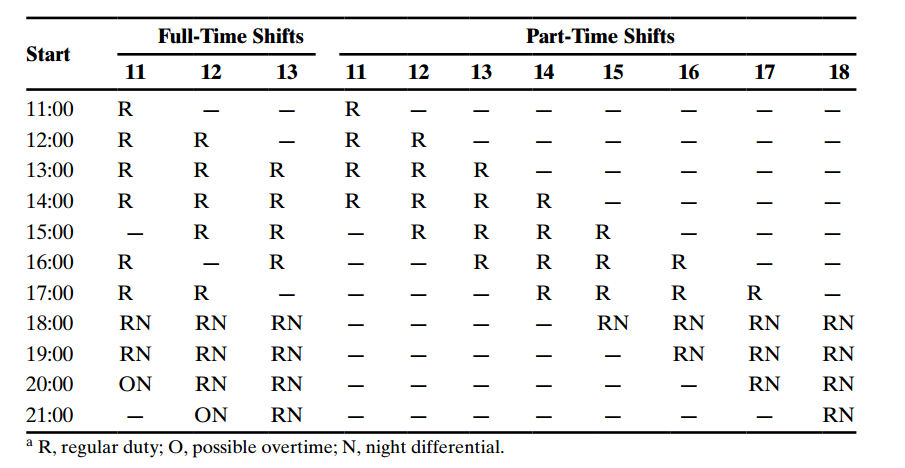 Full-Time Shifts Part-Time Shifts
Start
11 12 13 11 12 13 14 15 16 17 18
11:00 R — — R — — — — — — —
12:00 R R — R R — — — — — —
13:00 R R R R R R — — — — —
14:00 R R R R R R R — — — —
15:00 — R R — R R R R — — —
16:00 R — R — — R R R R — —
17:00 R R — — — — R R R R —
18:00 RN RN RN — — — — RN RN RN RN
19:00 RN RN RN — — — — — RN RN RN
20:00 ON RN RN — — — — — — RN RN
21:00 — ON RN — — — — — — — RN
a R, regular duty; O, possible overtime; N, night differential.